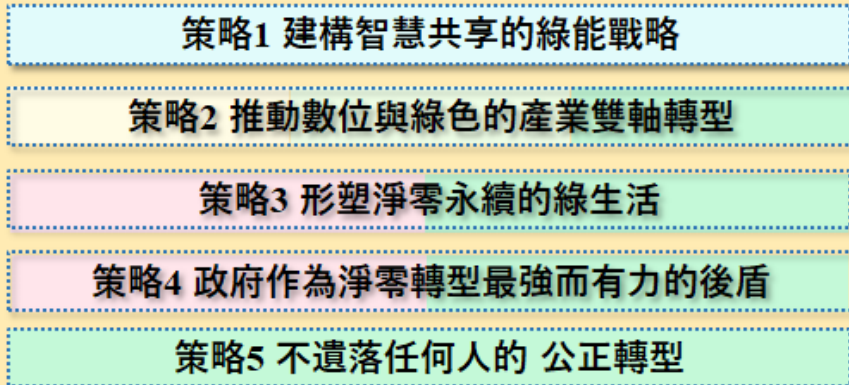 策略1 建構智慧共享的綠能戰略
策略2 推動數位與綠色的產業雙軸轉型
策略3 形塑淨零永續的綠生活
策略4 政府作為淨零轉型最強而有力的後盾
策略5 不遺落任何人的 公正轉型